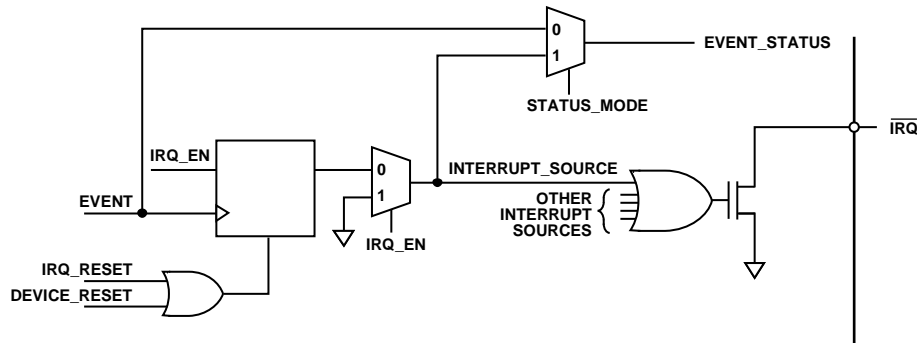 0
1
EVENT_STATUS
STATUS_MODE
IRQ
IRQ_EN
0
1
INTERRUPT_SOURCE
EVENT
OTHER
INTERRUPT
SOURCES
IRQ_EN
IRQ_RESET
DEVICE_RESET